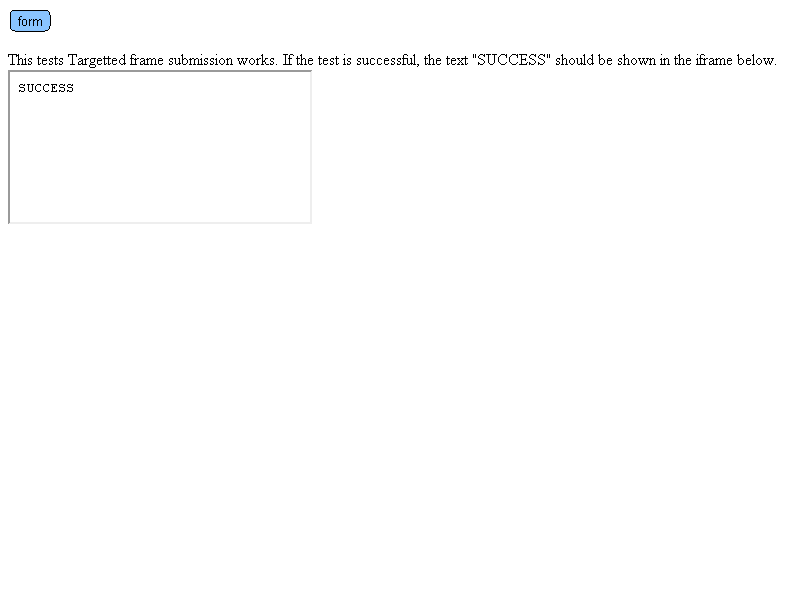 form
This tests Targetted frame submission works. If the test is successful, the text "SUCCESS" should be shown in the iframe below.
SUCCESS